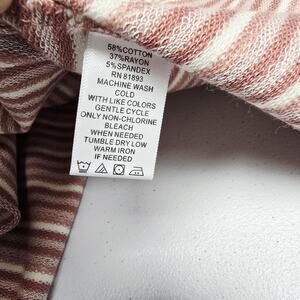 58%COTTON
37%RAYON
5%SPANDEX
RN 81893
MACHINE WASH
COLD
WITH LIKE COLORS
GENTLE CYCLE
ONLY NON-CHLORINE
BLEACH
WHEN NEEDED
TUMBLE DRY LOW
WARM IRON
IF NEEDED